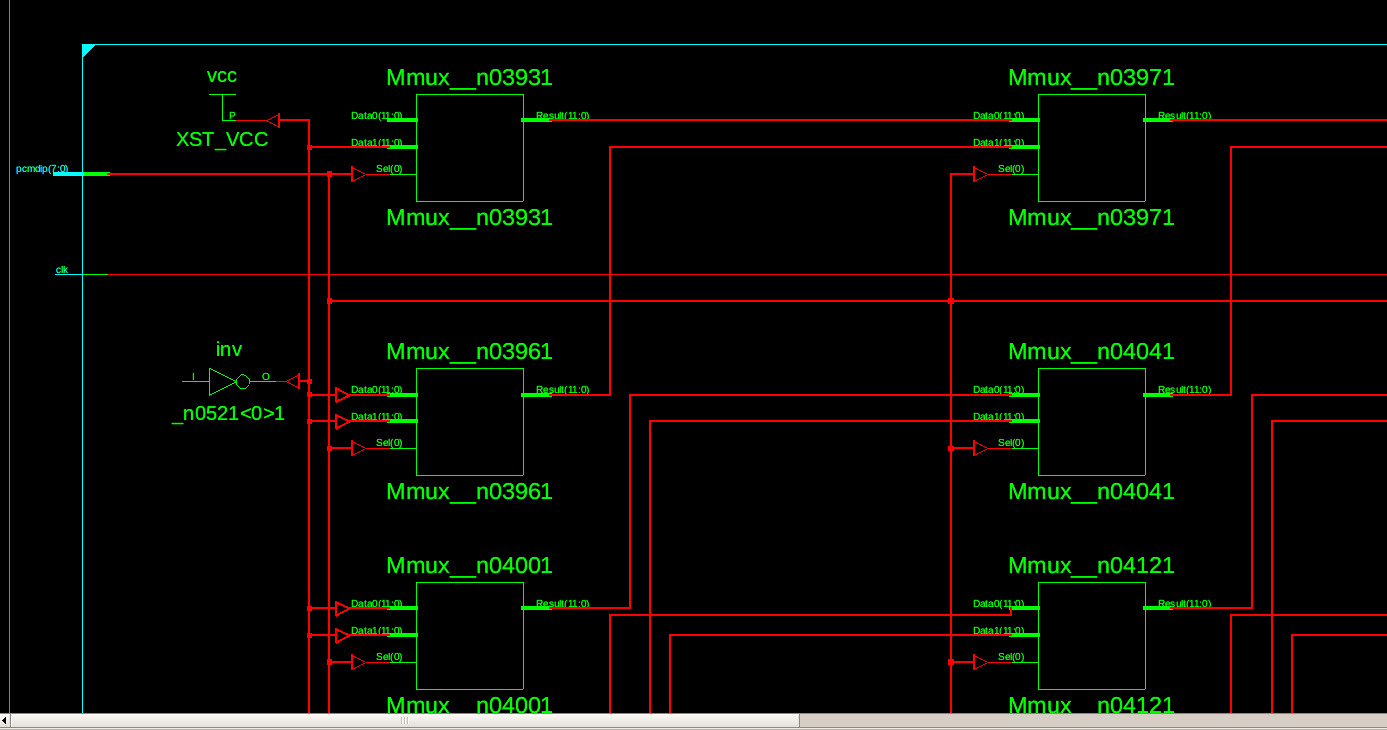 vcc
P
XST_VCC
Mmux__n03931
Data0(11:0)
Data1(11:0)
Sel(0)
Result(11:0)
Mmux__n03931
Mmux__n03971
Data0(11:0)
Data1(11:0)
Sel(0)
Result(11:0)
Mmux__n03971
pcmdip(7:0)
clk
inv
I
O
_n0521<0>1
Mmux__n03961
Data0(11:0)
Data1(11:0)
Sel(0)
Result(11:0)
Mmux__n03961
Mmux__n04041
Data0(11:0)
Data1(11:0)
Sel(0)
Result(11:0)
Mmux__n04041
Mmux__n04001
Data0(11:0)
Data1(11:0)
Sel(0)
Result(11:0)
Mmux__n04001
Mmux__n04121
Data0(11:0)
Data1(11:0)
Sel(0)
Result(11:0)
Mmux__n04121